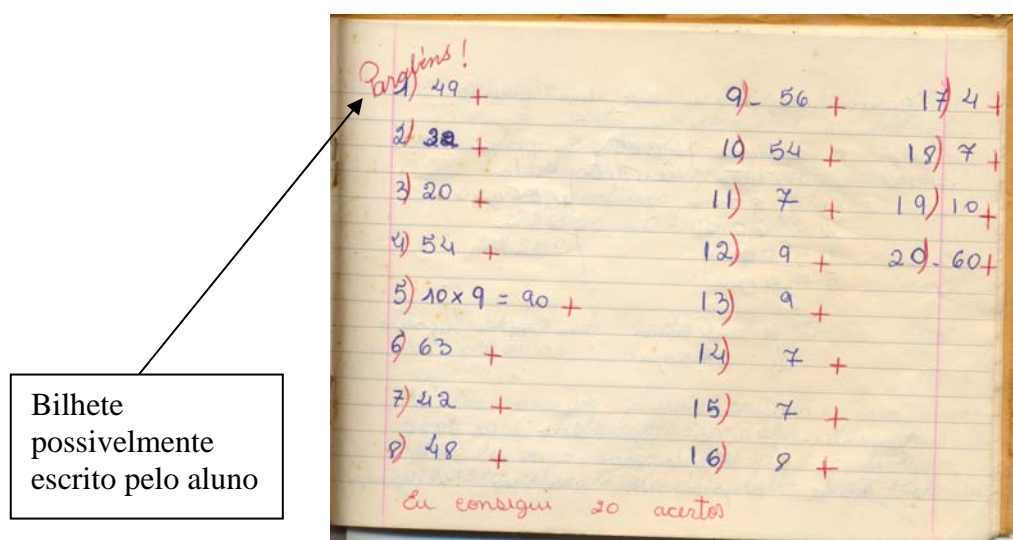 Parabéns!
1) 49 +
2) 32 +
3) 20 +
4) 54 +
5) 10 x 9 = 90 +
6) 63 +
7) 42 +
8) 48 +
9)- 56 +
10) 54 +
11) 7 +
12) 9 +
13) 9 +
14) 7 +
15) 7 +
16) 8 +
17) 4 +
18) 7 +
19) 10 +
20)- 60 +
Eu consigui 20 acertos
Bilhete
possivelmente
escrito pelo aluno